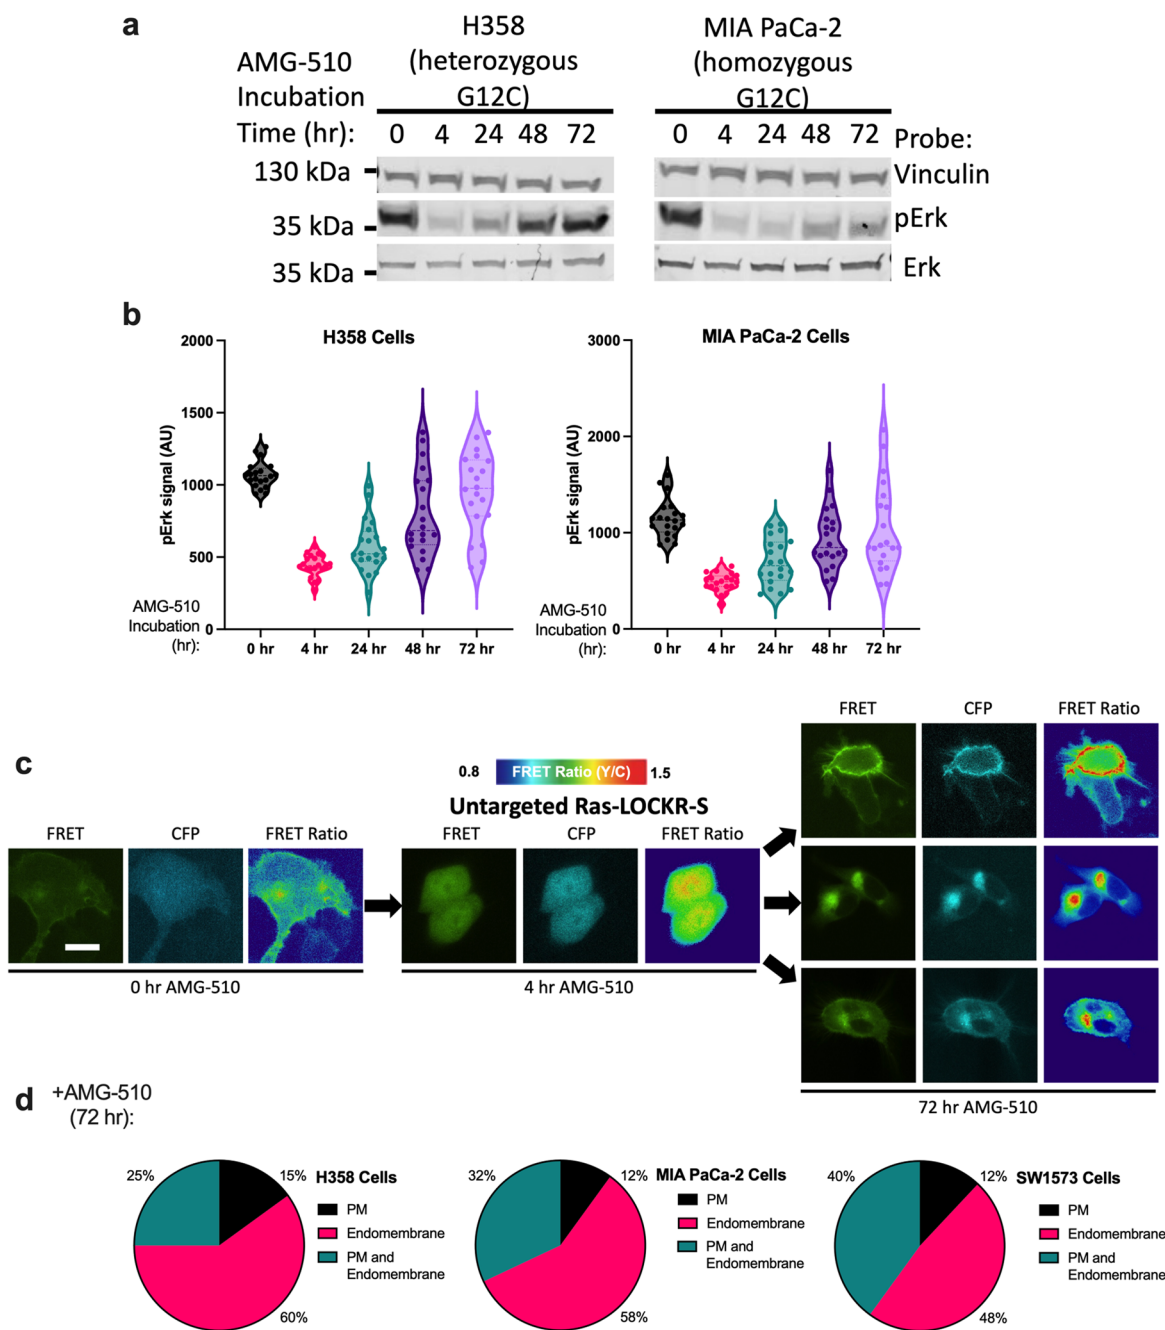 a
H358
(heterozygous
G12C)
MIA PaCa-2
(homozygous
G12C)
AMG-510
Incubation
Time (hr):
0 4 24 48 72
0 4 24 48 72
Probe:
130 kDa
Vinculin
35 kDa
pErk
35 kDa
Erk
b
H358 Cells
pErk signal (AU)
2000
1500
1000
500
0
AMG-510
Incubation
(hr):
0 hr 4 hr 24 hr 48 hr 72 hr
MIA PaCa-2 Cells
pErk signal (AU)
3000
2000
1000
0
AMG-510
Incubation
(hr):
0 hr 4 hr 24 hr 48 hr 72 hr
c
0.8 FRET Ratio (Y/C) 1.5
Untargeted Ras-LOCKR-S
FRET CFP FRET Ratio
0 hr AMG-510
FRET CFP FRET Ratio
4 hr AMG-510
FRET CFP FRET Ratio
72 hr AMG-510
d
+AMG-510
(72 hr):
25%
15%
60%
H358 Cells
PM
Endomembrane
PM and
Endomembrane
32%
12%
58%
MIA PaCa-2 Cells
PM
Endomembrane
PM and
Endomembrane
40%
12%
48%
SW1573 Cells
PM
Endomembrane
PM and
Endomembrane